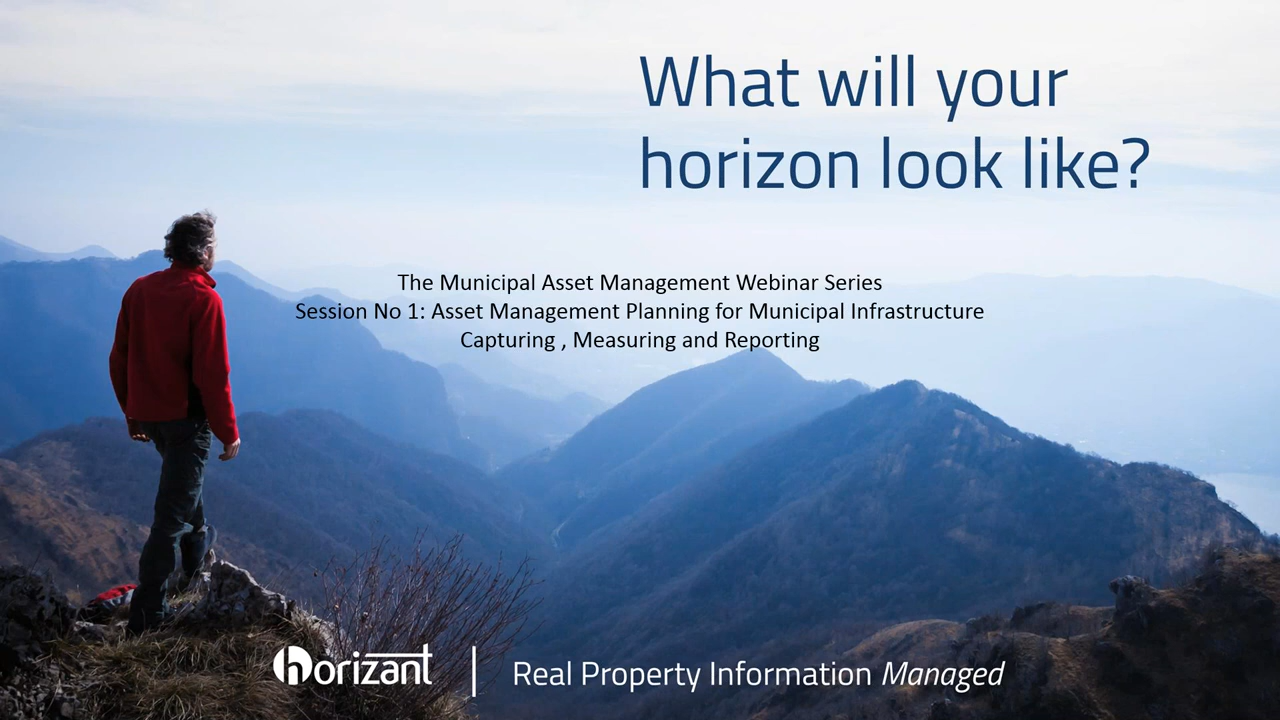 What will your
horizon look like?
The Municipal Asset Management Webinar Series
Session No 1: Asset Management Planning for Municipal Infrastructure
Capturing , Measuring and Reporting
horizant | Real Property Information Managed